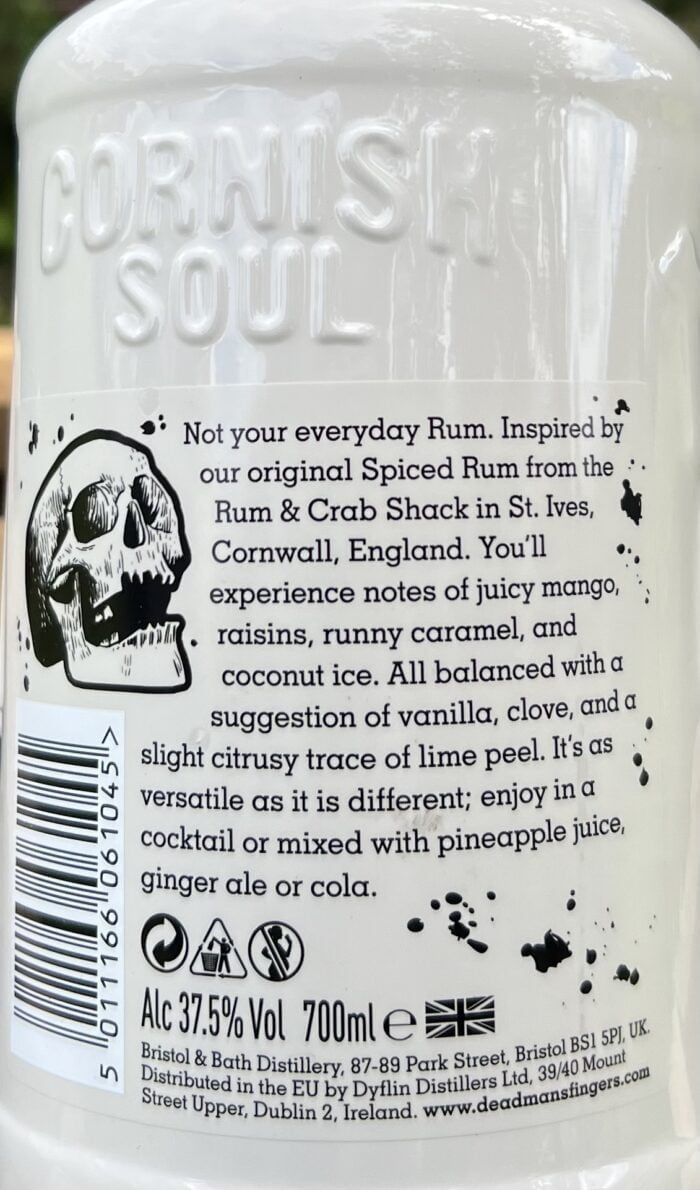 CORNISH
SOUL
Not your everyday Rum. Inspired by
our original Spiced Rum from the
Rum & Crab Shack in St. Ives,
Cornwall, England. You'll
experience notes of juicy mango,
raisins, runny caramel, and
coconut ice. All balanced with a
suggestion of vanilla, clove, and a
slight citrusy trace of lime peel. It's as
versatile as it is different; enjoy in a
cocktail or mixed with pineapple juice,
ginger ale or cola.
5 011166 061045 >
Alc 37.5% Vol 700ml e
Bristol & Bath Distillery, 87-89 Park Street, Bristol BS1 5PJ, UK.
Distributed in the EU by Dyflin Distillers Ltd, 39/40 Mount
Street Upper, Dublin 2, Ireland. www.deadmansfingers.com